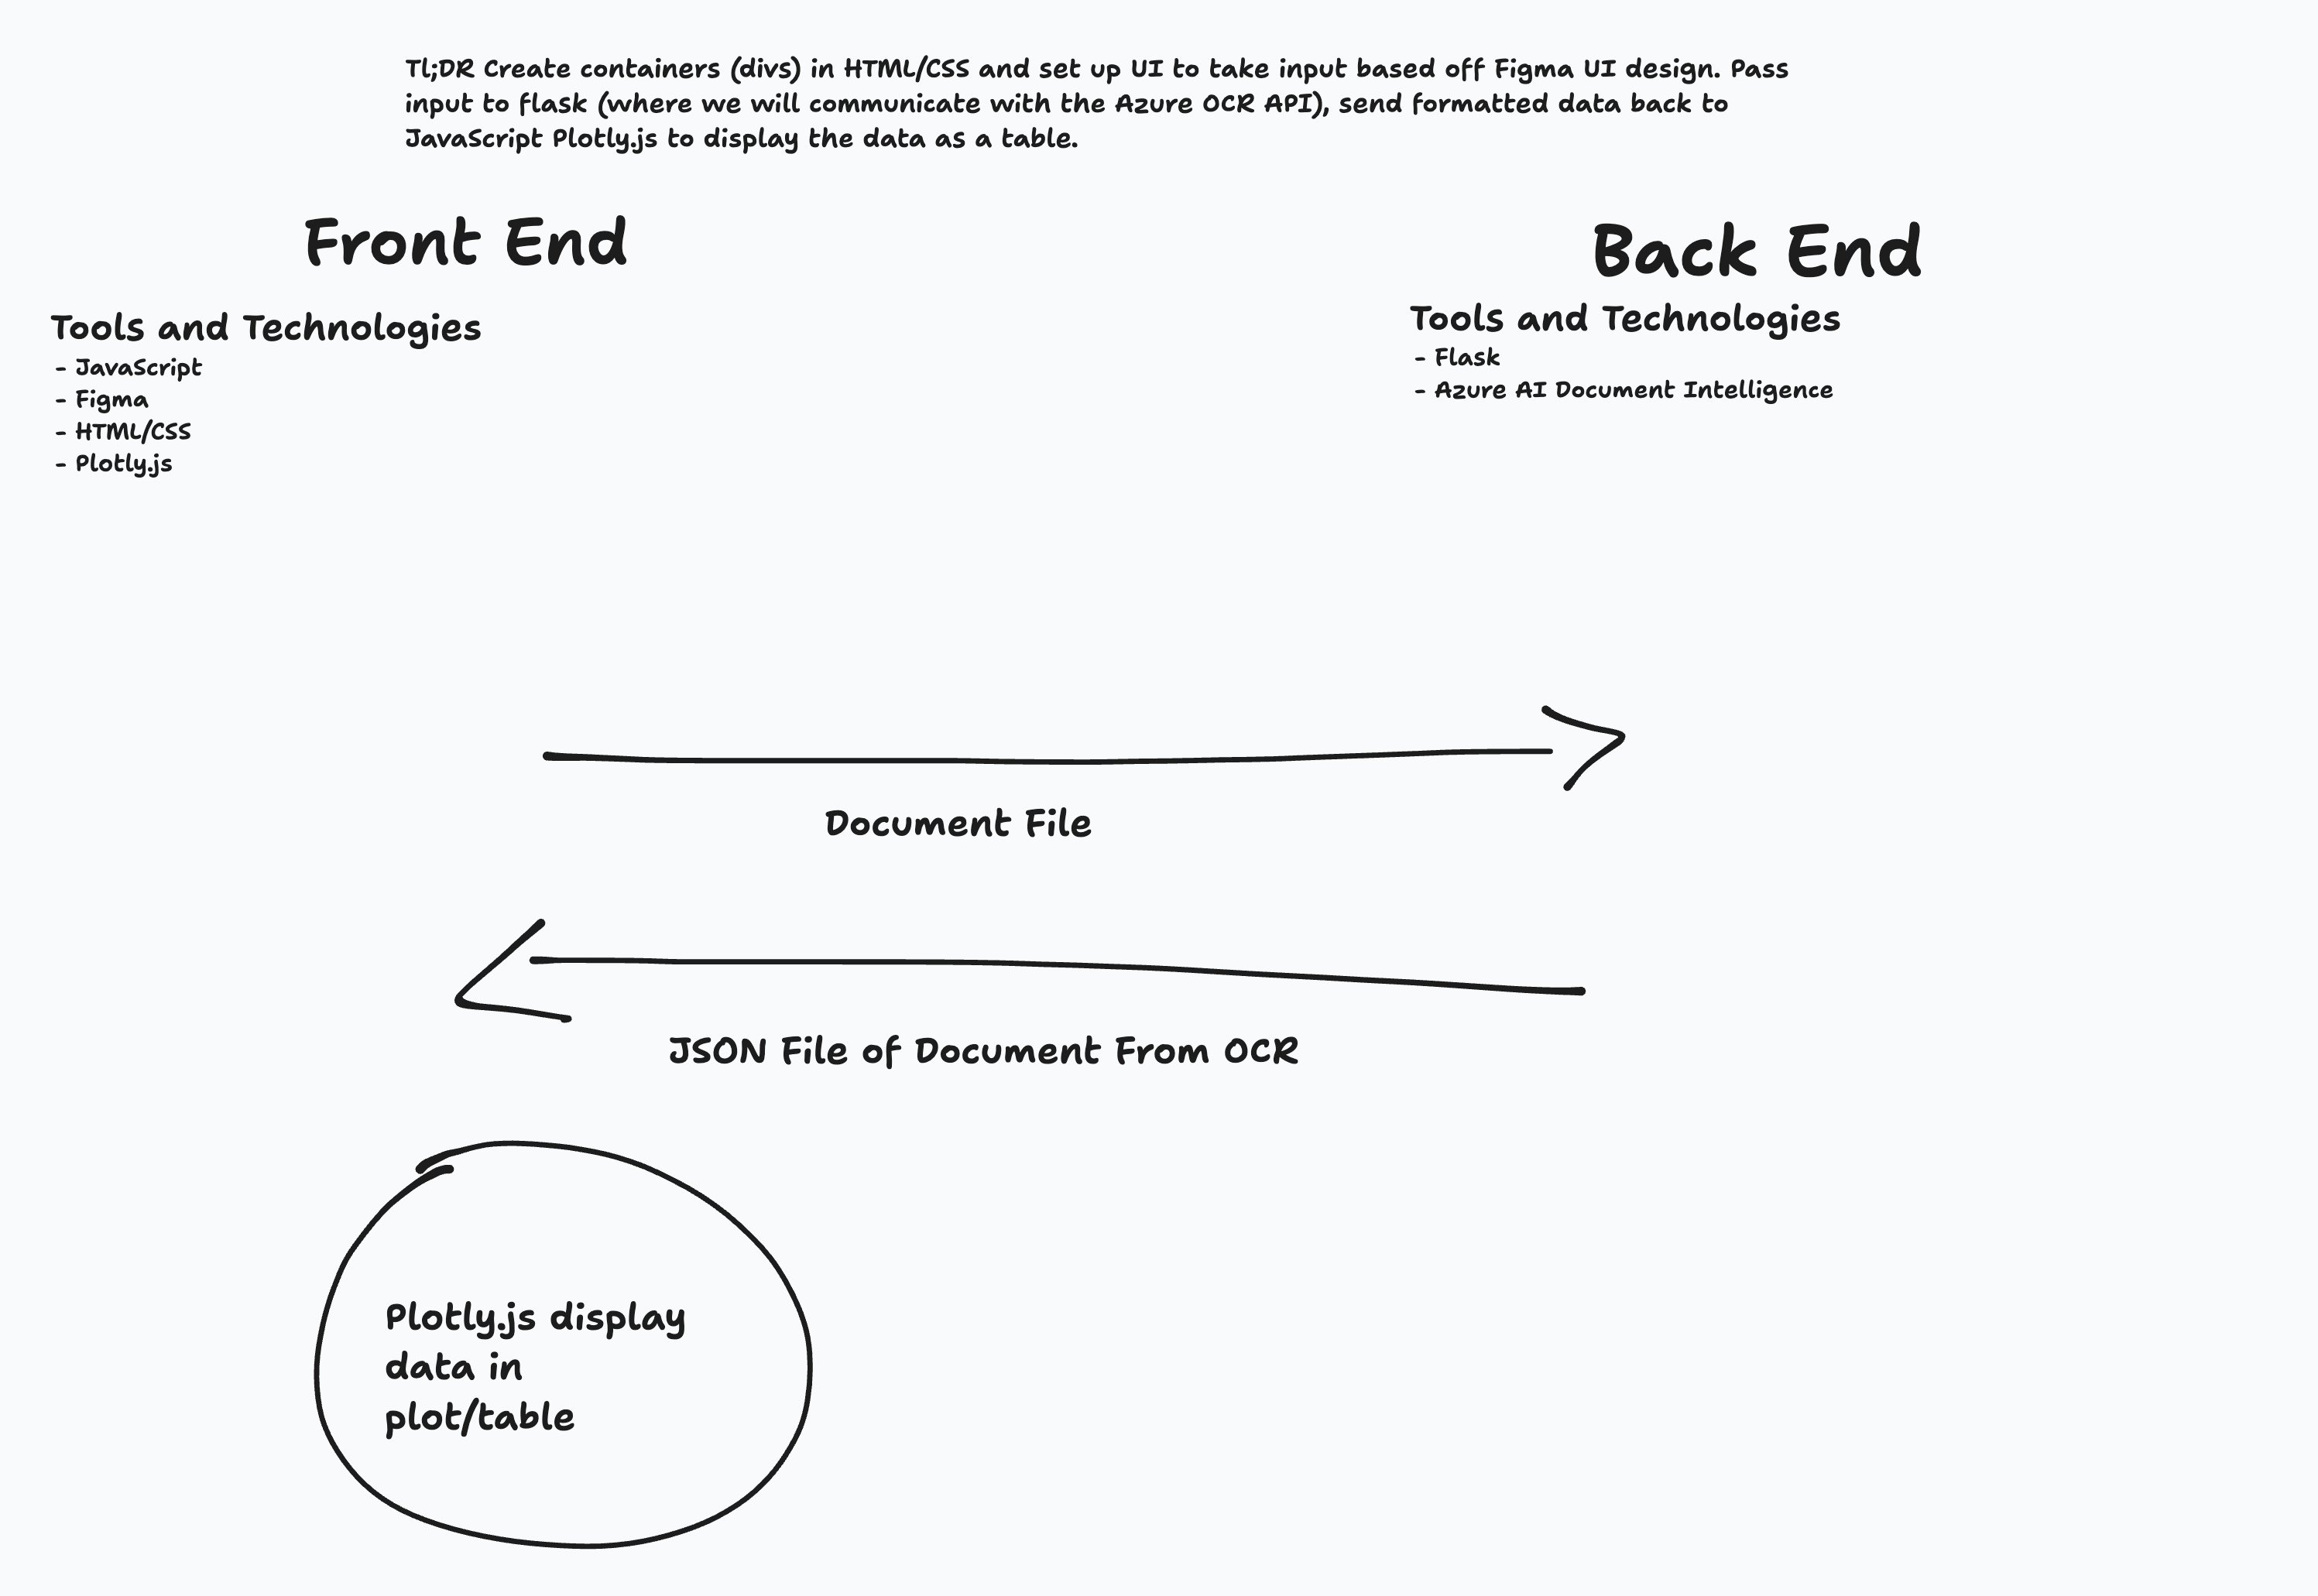 Tl;DR Create containers (divs) in HTML/CSS and set up UI to take input based off Figma UI design. Pass
input to flask (where we will communicate with the Azure OCR API), send formatted data back to
JavaScript Plotly.js to display the data as a table.
Front End
Tools and Technologies
- JavaScript
- Figma
- HTML/CSS
- Plotly.js
Back End
Tools and Technologies
- Flask
- Azure AI Document Intelligence
Document File
JSON File of Document From OCR
Plotly.js display
data in
plot/table